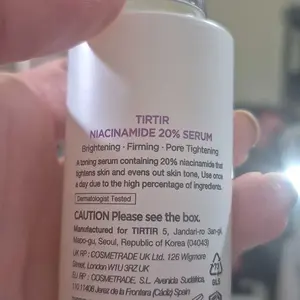 TIRTIR
NIACINAMIDE 20% SERUM
Brightening · Firming · Pore Tightening
A toning serum containing 20% niacinamide that
tightens skin and evens out skin tone, Use once
a day due to the high percentage of ingredients.
Dermatologist Tested
CAUTION Please see the box.
Manufactured for TIRTIR 5, Jandari-ro 3an-gil,
Mapo-gu, Seoul, Republic of Korea (04043)
UK RP : COSMETRADE UK Ltd. 126 Wigmore
Street, London W1U 3RZ UK
EU RP : COSMETRADE, S.L. Avenida
11408 Jerez de la Frontera (Cádiz) Spain